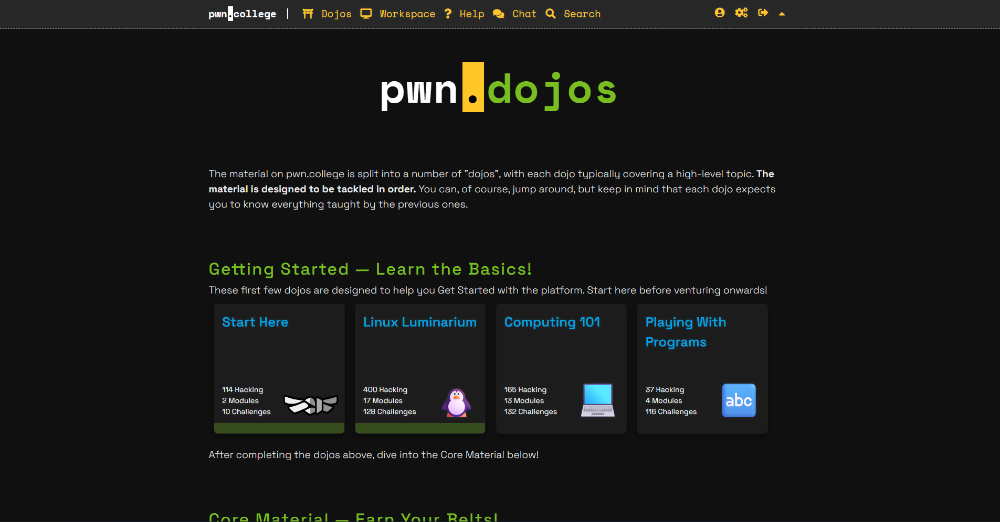 pwn.college | Dojos Workspace Help Chat Search
pwn.dojos
The material on pwn.college is split into a number of "dojos", with each dojo typically covering a high-level topic. The
material is designed to be tackled in order. You can, of course, jump around, but keep in mind that each dojo expects
you to know everything taught by the previous ones.
Getting Started — Learn the Basics!
These first few dojos are designed to help you Get Started with the platform. Start here before venturing onwards!
Start Here
114 Hacking
2 Modules
10 Challenges
Linux Luminarium
400 Hacking
17 Modules
128 Challenges
Computing 101
165 Hacking
13 Modules
132 Challenges
Playing With
Programs
37 Hacking
4 Modules
116 Challenges
abc
After completing the dojos above, dive into the Core Material below!
Core Material — Earn Your Belts!